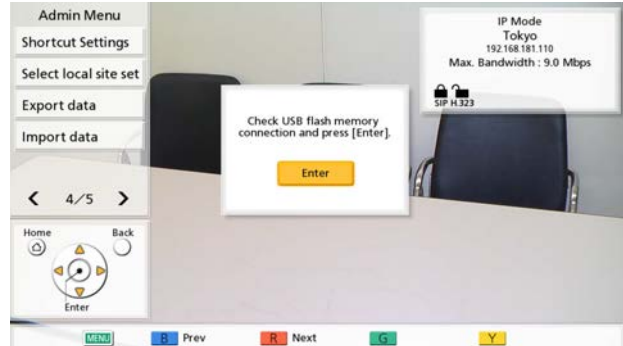 Admin Menu
Shortcut Settings
Select local site set
Export data
Import data
4/5
Home
Back
Enter
IP Mode
Tokyo
192.168.181.110
Max. Bandwidth : 9.0 Mbps
SIP H.323
Check USB flash memory
connection and press [Enter].
Enter
MENU B Prev R Next G Y